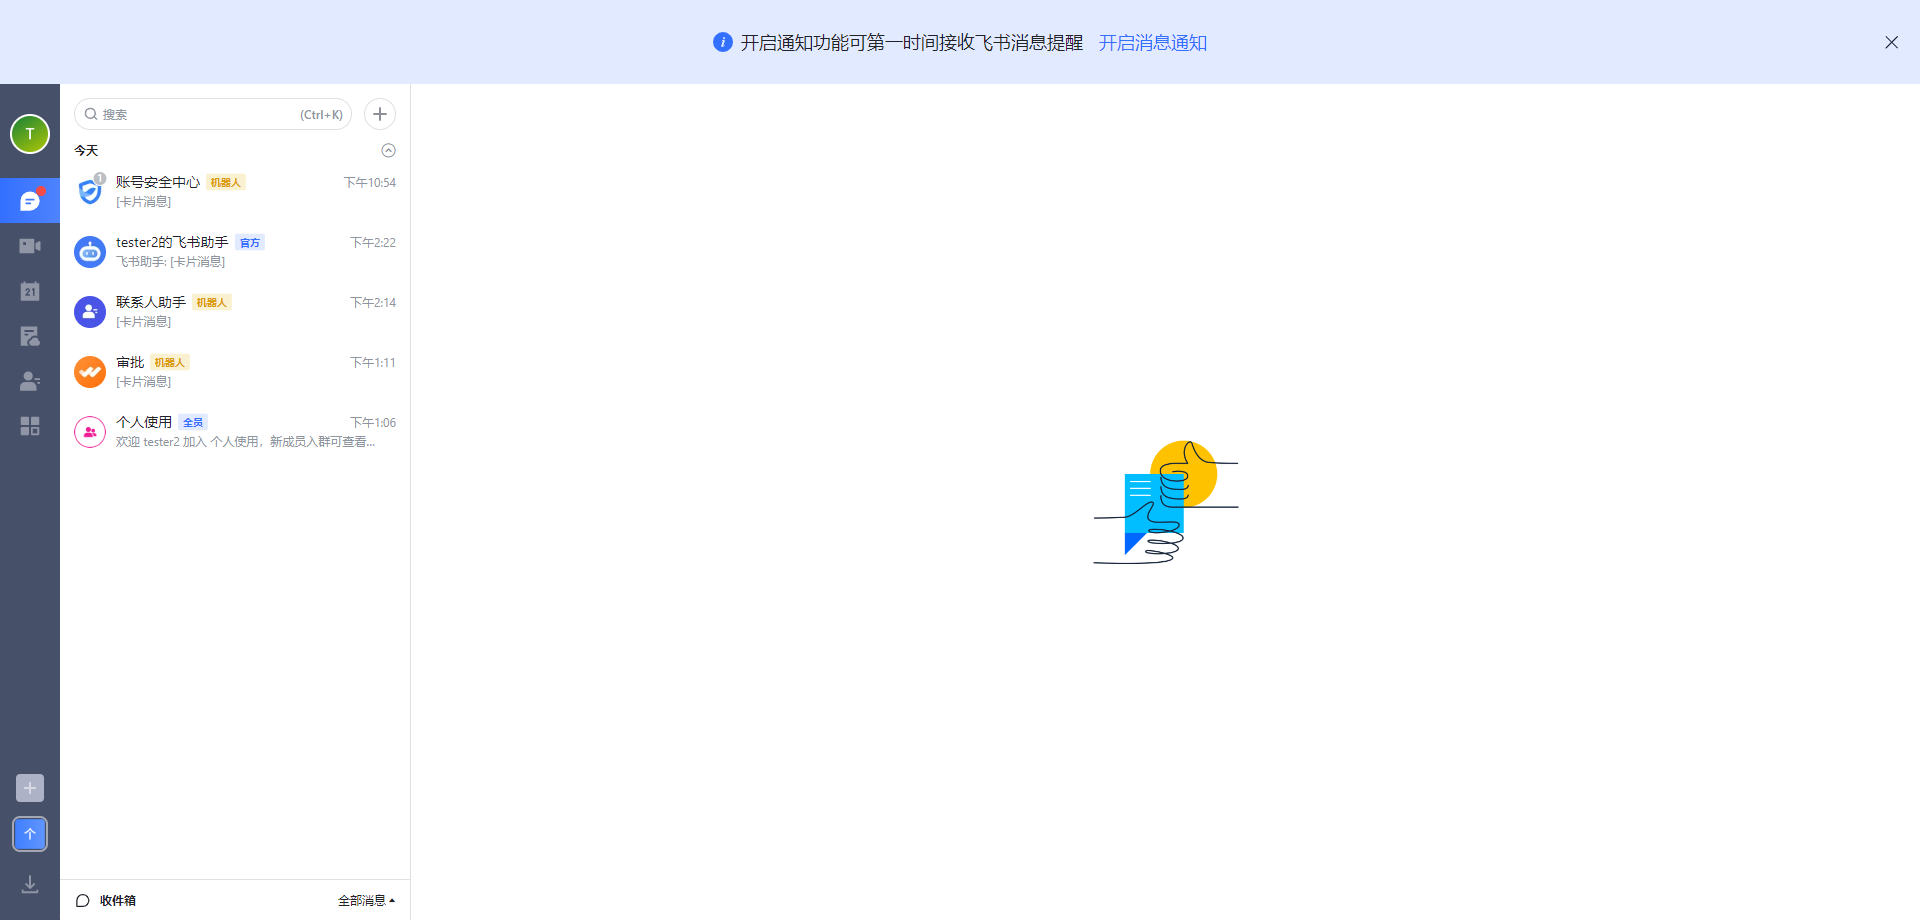 开启通知功能可第一时间接收飞书消息提醒 开启消息通知
T
搜索 (Ctrl+K)
今天
1
账号安全中心 机器人 下午10:54
[卡片消息]
tester2的飞书助手 官方 下午2:22
飞书助手: [卡片消息]
21
联系人助手 机器人 下午2:14
[卡片消息]
审批 机器人 下午1:11
[卡片消息]
个人使用 全员 下午1:06
欢迎 tester2 加入 个人使用，新成员入群可查看...
个
收件箱 全部消息